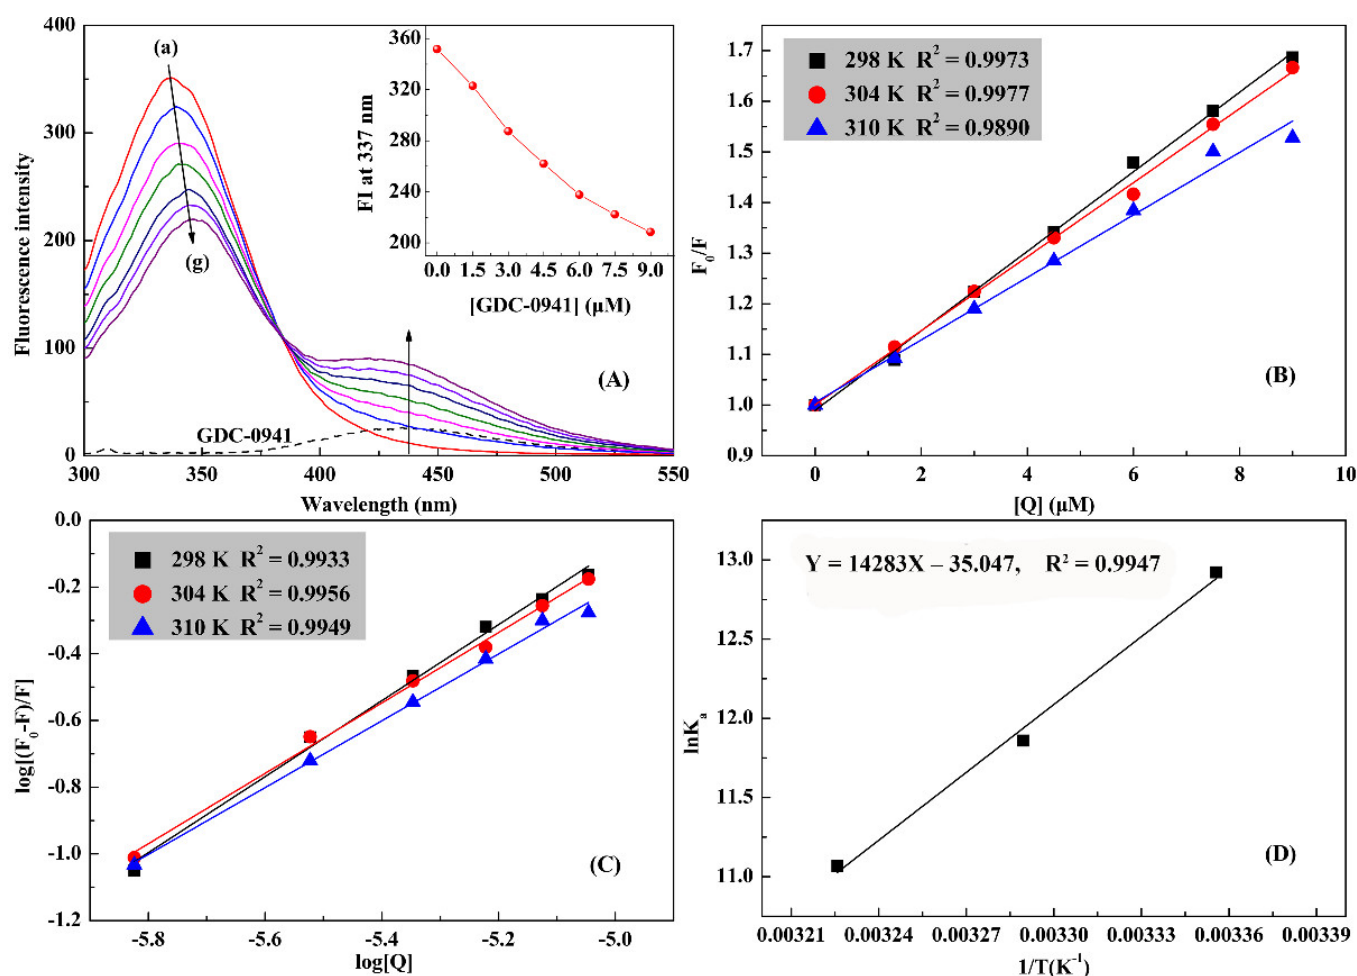 (a)
(g)
GDC-0941
(A)
400
350
300
250
200
150
100
50
0
Fluorescence intensity
300 350 400 450 500 550
Wavelength (nm)
360
320
280
240
200
FI at 337 nm
0.0 1.5 3.0 4.5 6.0 7.5 9.0
[GDC-0941] (μM)
298 K R² = 0.9973
304 K R² = 0.9977
310 K R² = 0.9890
(B)
1.7
1.6
1.5
1.4
1.3
1.2
1.1
1.0
0.9
F₀/F
0 2 4 6 8 10
[Q] (μM)
298 K R² = 0.9933
304 K R² = 0.9956
310 K R² = 0.9949
(C)
0.0
-0.2
-0.4
-0.6
-0.8
-1.0
-1.2
log[(F₀-F)/F]
-5.8 -5.6 -5.4 -5.2 -5.0
log[Q]
Y = 14283X – 35.047, R² = 0.9947
(D)
13.0
12.5
12.0
11.5
11.0
lnKₐ
0.00321 0.00324 0.00327 0.00330 0.00333 0.00336 0.00339
1/T(K⁻¹)